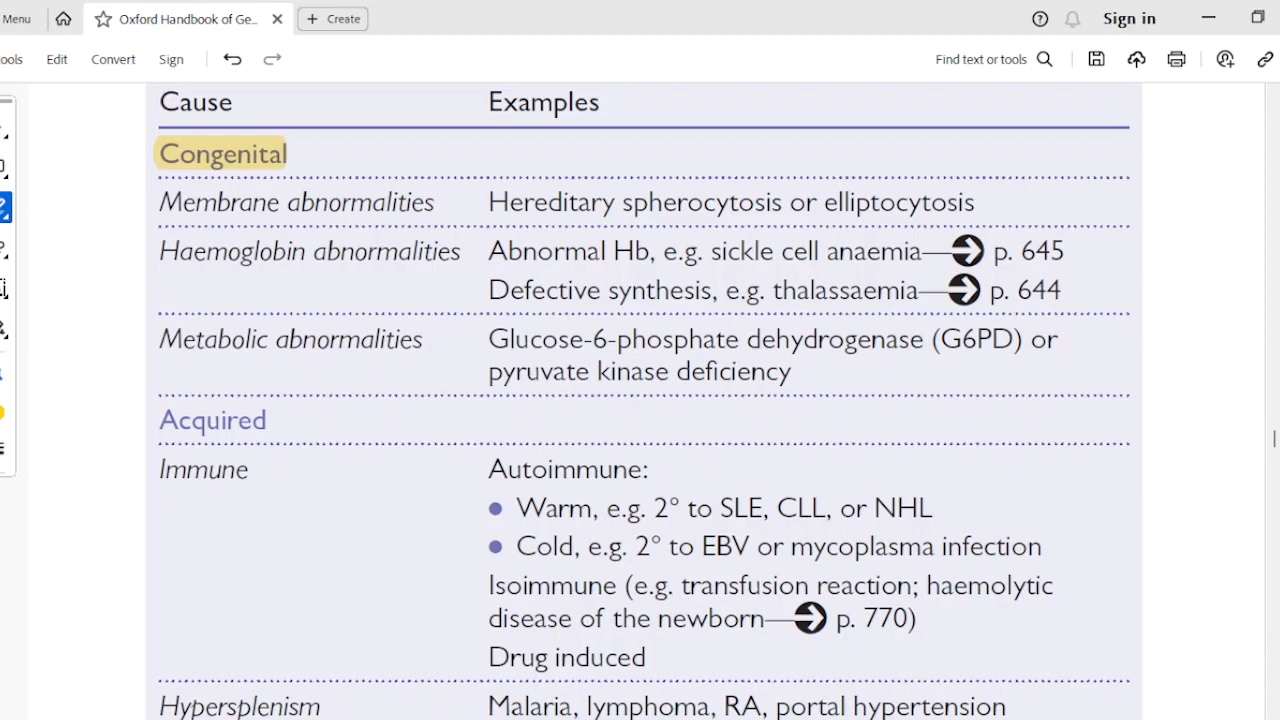 Menu
Oxford Handbook of Ge...
Create
Sign in
ools
Edit
Convert
Sign
Find text or tools
Cause Examples
Congenital
Membrane abnormalities Hereditary spherocytosis or elliptocytosis
Haemoglobin abnormalities Abnormal Hb, e.g. sickle cell anaemia— p. 645
Defective synthesis, e.g. thalassaemia— p. 644
Metabolic abnormalities Glucose-6-phosphate dehydrogenase (G6PD) or
pyruvate kinase deficiency
Acquired
Immune Autoimmune:
• Warm, e.g. 2° to SLE, CLL, or NHL
• Cold, e.g. 2° to EBV or mycoplasma infection
Isoimmune (e.g. transfusion reaction; haemolytic
disease of the newborn— p. 770)
Drug induced
Hypersplenism Malaria, lymphoma, RA, portal hypertension